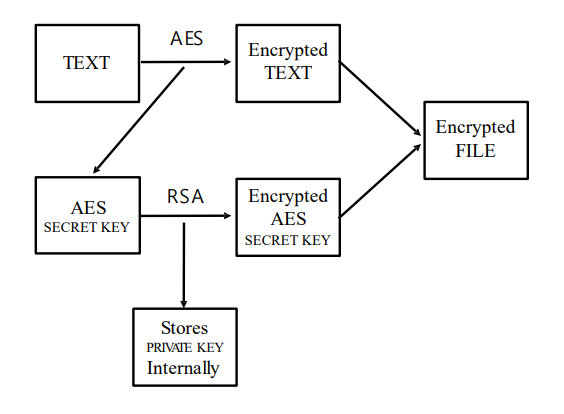 TEXT
AES
Encrypted
TEXT
Encrypted
FILE
AES
SECRET KEY
RSA
Encrypted
AES
SECRET KEY
Stores
PRIVATE KEY
Internally